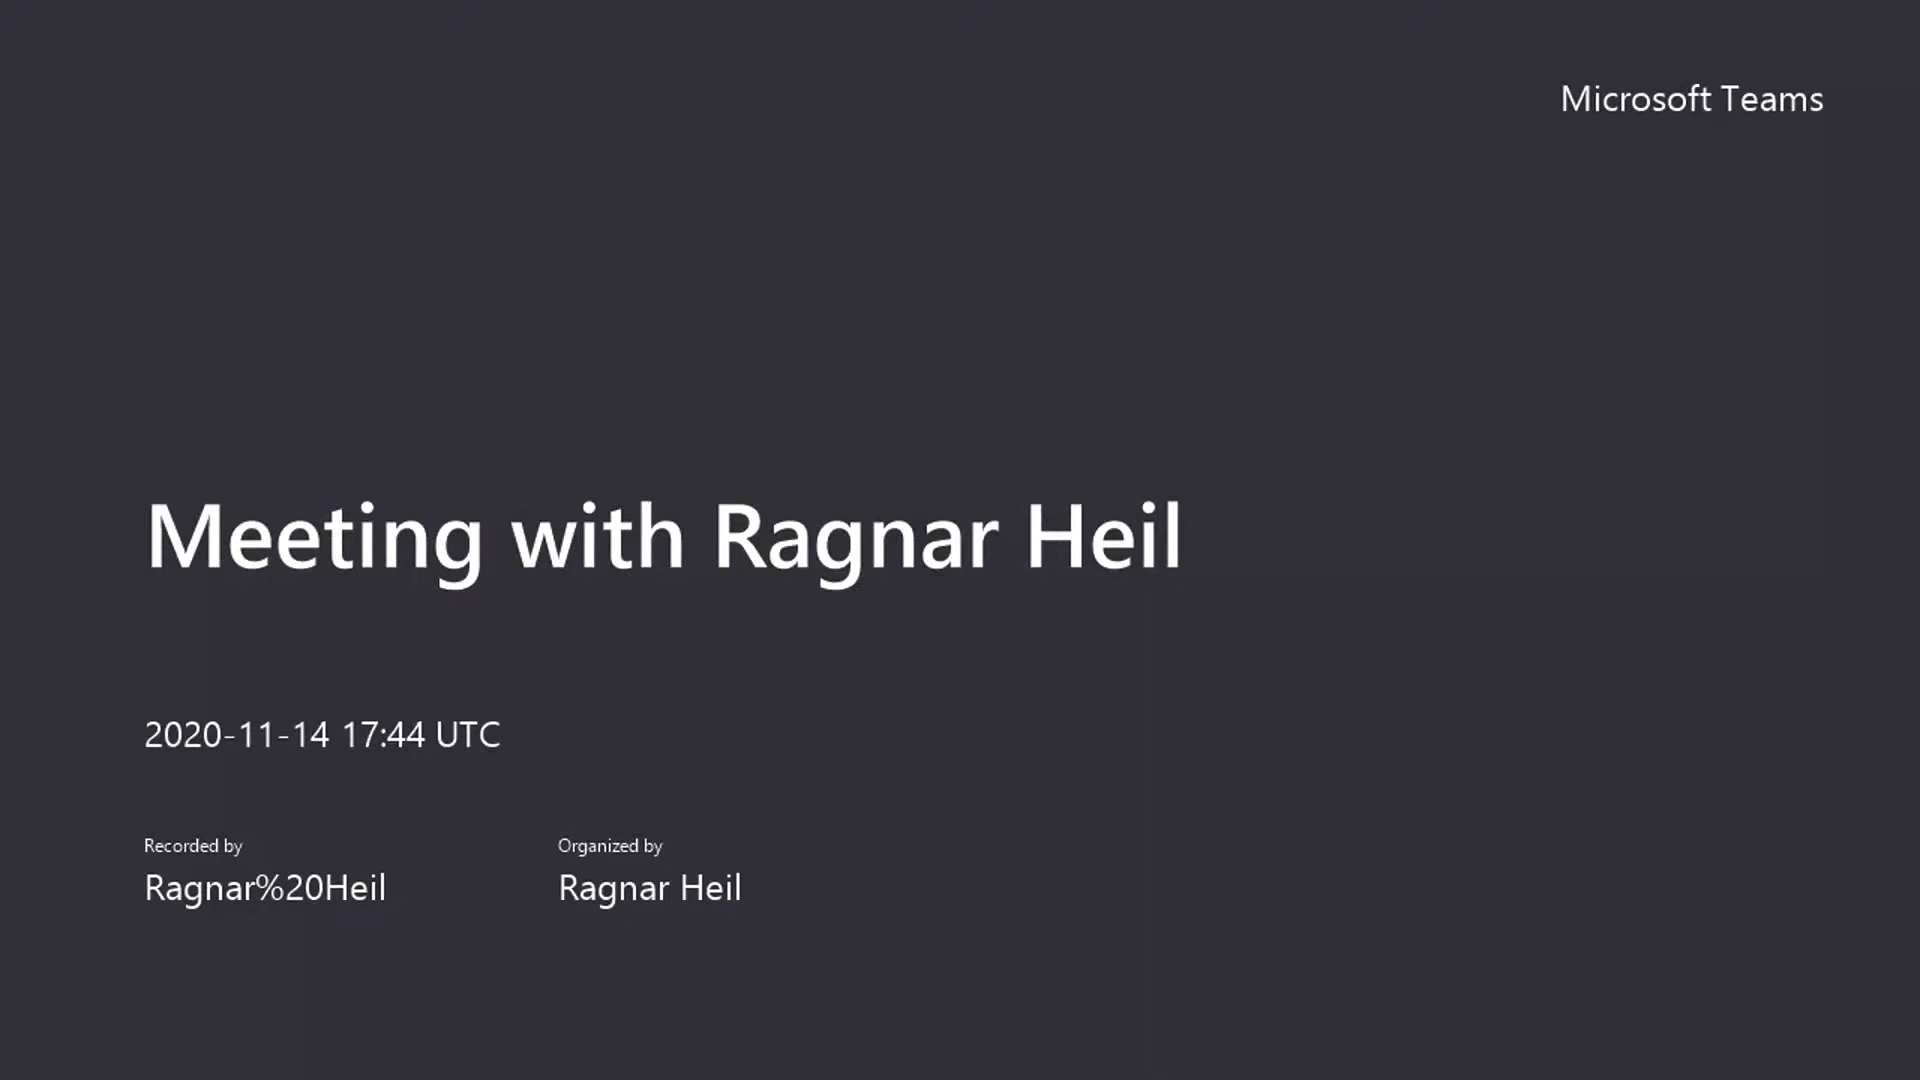 Microsoft Teams
Meeting with Ragnar Heil
2020-11-14 17:44 UTC
Recorded by
Ragnar%20Heil
Organized by
Ragnar Heil